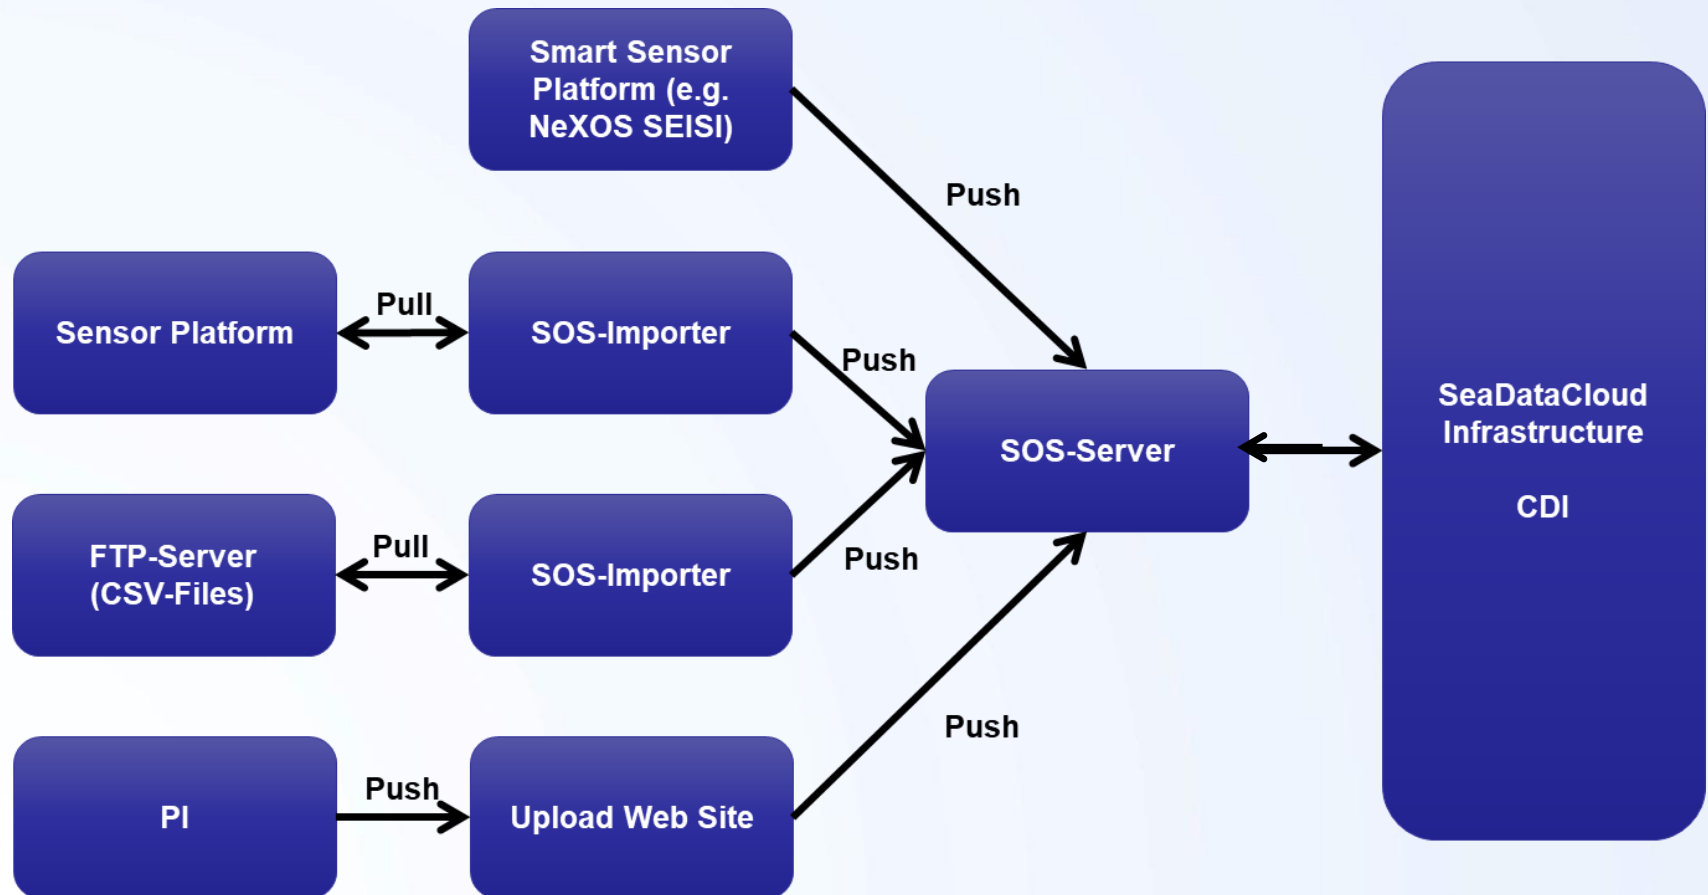 Smart Sensor
Platform (e.g.
NeXOS SEISI)
Push
Sensor Platform
Pull
SOS-Importer
Push
SOS-Server
SeaDataCloud
Infrastructure
CDI
FTP-Server
(CSV-Files)
Pull
SOS-Importer
Push
PI
Push
Upload Web Site
Push